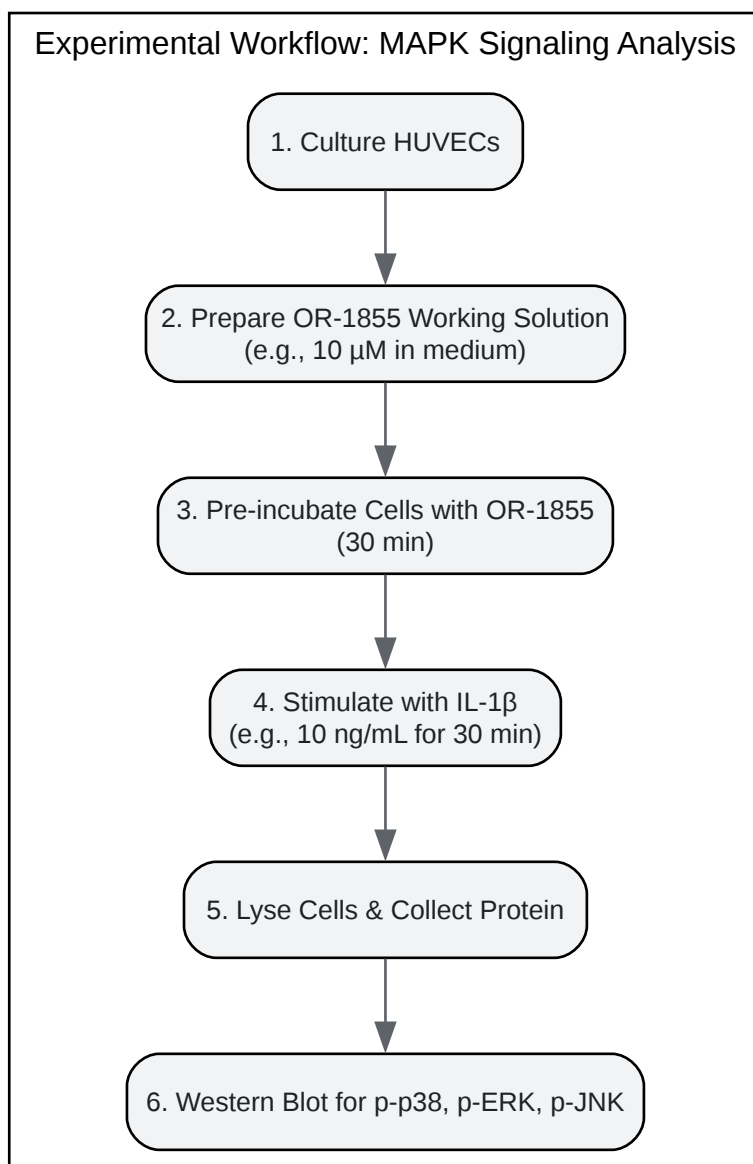 Experimental Workflow: MAPK Signaling Analysis
1. Culture HUVECs
2. Prepare OR-1855 Working Solution
(e.g., 10 µM in medium)
3. Pre-incubate Cells with OR-1855
(30 min)
4. Stimulate with IL-1β
(e.g., 10 ng/mL for 30 min)
5. Lyse Cells & Collect Protein
6. Western Blot for p-p38, p-ERK, p-JNK